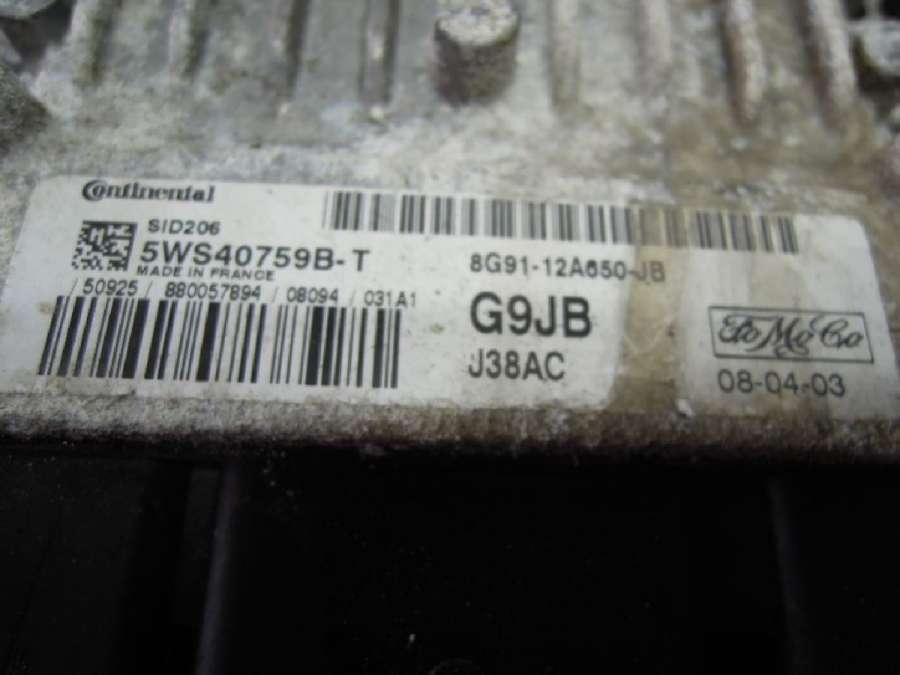 Continental
SID206
5WS40759B-T
MADE IN FRANCE
/ 50925 / 880057894 / 08094 / 031A1
8G91-12A650-JB
G9JB
J38AC
FoMoCo
08-04-03